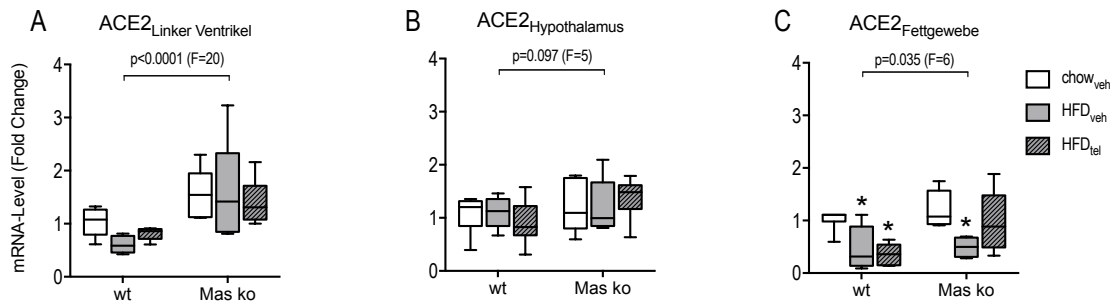 A
ACE2Linker Ventrikel
p<0.0001 (F=20)
mRNA-Level (Fold Change)
4
3
2
1
0
wt
Mas ko
B
ACE2Hypothalamus
p=0.097 (F=5)
4
3
2
1
0
wt
Mas ko
C
ACE2Fettgewebe
p=0.035 (F=6)
4
3
2
1
0
*
*
*
wt
Mas ko
chowveh
HFDveh
HFDtel